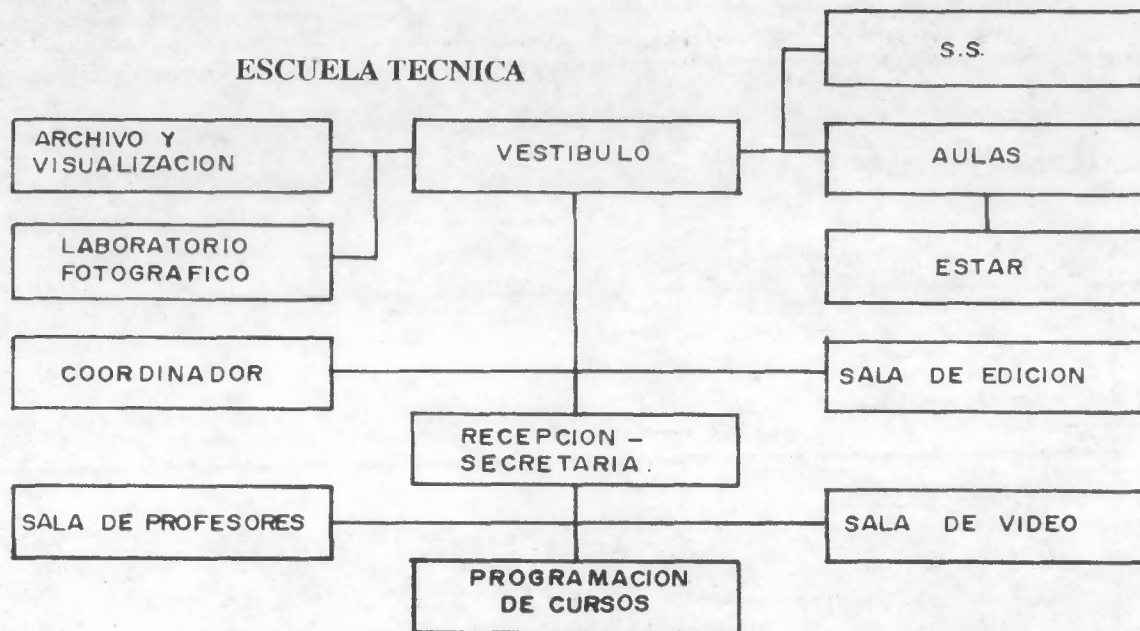 ESCUELA TECNICA
S.S.
ARCHIVO Y
VISUALIZACION
VESTIBULO
AULAS
LABORATORIO
FOTOGRAFICO
ESTAR
COORDINADOR
SALA DE EDICION
RECEPCION –
SECRETARIA.
SALA DE PROFESORES
SALA DE VIDEO
PROGRAMACION
DE CURSOS